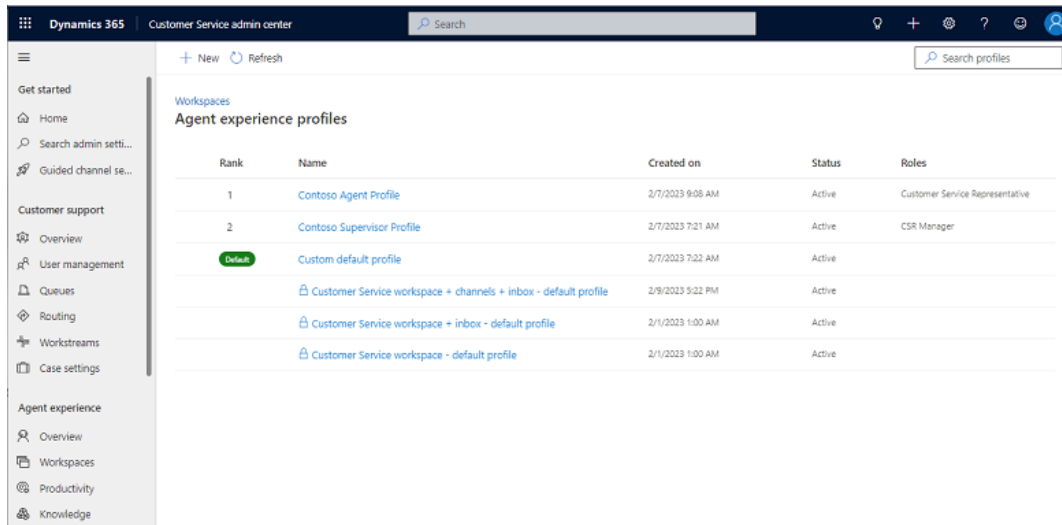 Dynamics 365 Customer Service admin center Search
New Refresh Search profiles
Get started
Home
Search admin setti...
Guided channel se...
Customer support
Overview
User management
Queues
Routing
Workstreams
Case settings
Agent experience
Overview
Workspaces
Productivity
Knowledge
Workspaces
Agent experience profiles
Rank Name Created on Status Roles
1 Contoso Agent Profile 2/7/2023 9:08 AM Active Customer Service Representative
2 Contoso Supervisor Profile 2/7/2023 7:21 AM Active CSR Manager
Default Custom default profile 2/7/2023 7:22 AM Active
Customer Service workspace + channels + inbox - default profile 2/9/2023 5:22 PM Active
Customer Service workspace + inbox - default profile 2/1/2023 1:00 AM Active
Customer Service workspace - default profile 2/1/2023 1:00 AM Active